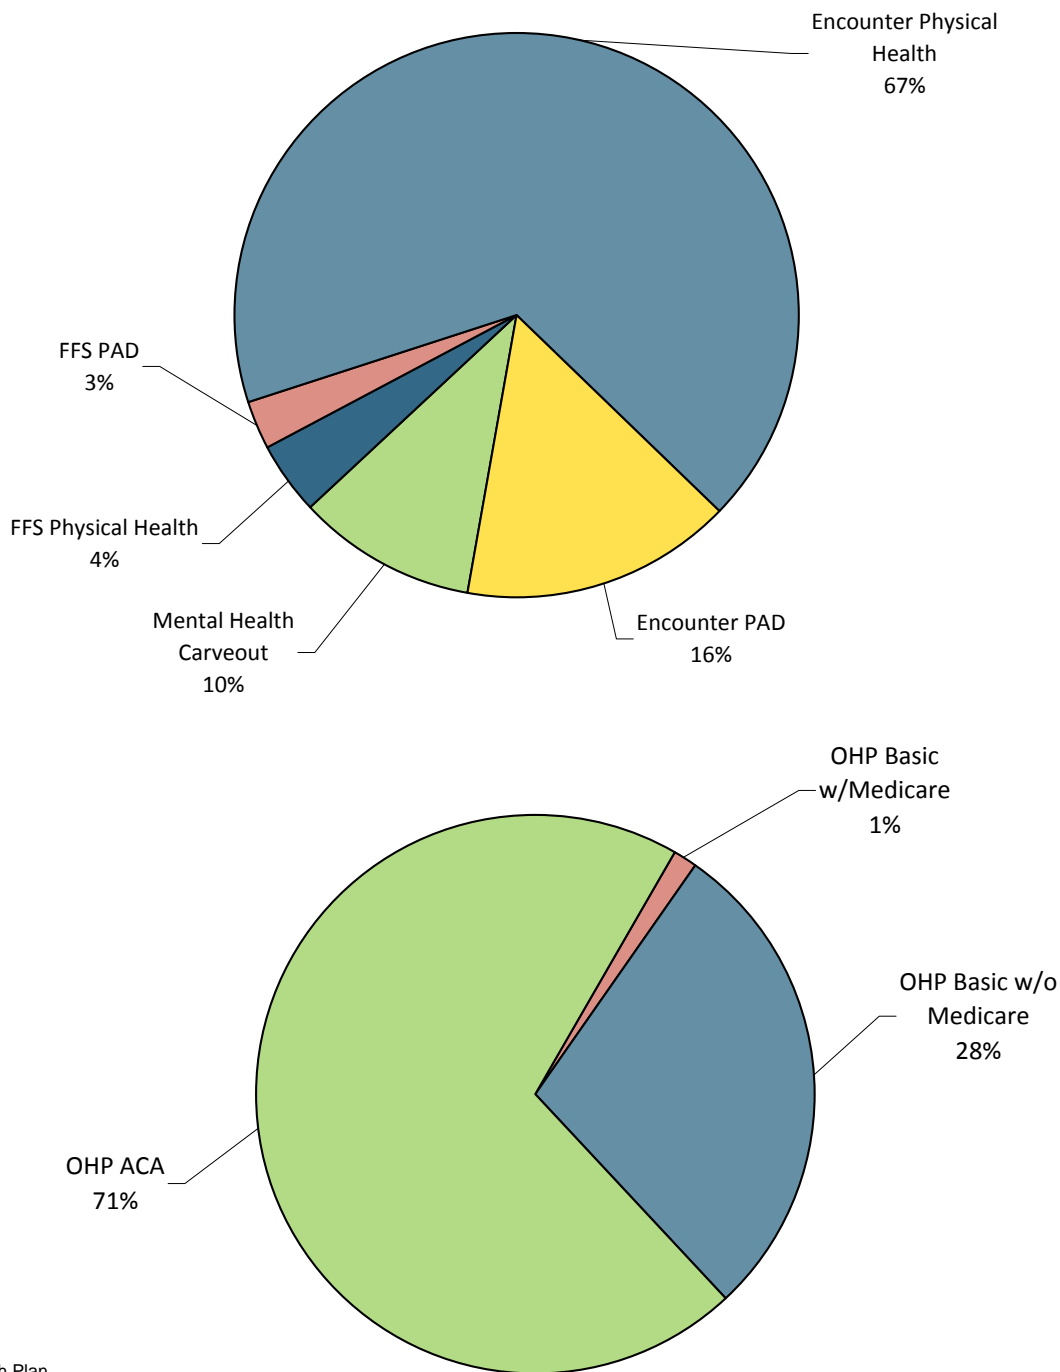 Encounter Physical
Health
67%
FFS PAD
3%
FFS Physical Health
4%
Mental Health
Carveout
10%
Encounter PAD
16%
OHP Basic
w/Medicare
1%
OHP Basic w/o
Medicare
28%
OHP ACA
71%
Plan